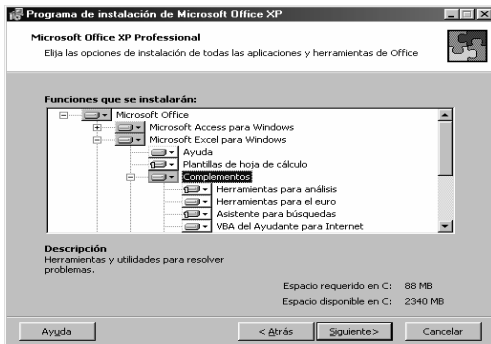 Programa de instalación de Microsoft Office XP
Microsoft Office XP Professional
Elija las opciones de instalación de todas las aplicaciones y herramientas de Office
Funciones que se instalarán:
Microsoft Office
Microsoft Access para Windows
Microsoft Excel para Windows
Ayuda
Plantillas de hoja de cálculo
Complementos
Herramientas para análisis
Herramientas para el euro
Asistente para búsquedas
VBA del Ayudante para Internet
Descripción
Herramientas y utilidades para resolver
problemas.
Espacio requerido en C: 88 MB
Espacio disponible en C: 2340 MB
Ayuda < Atrás Siguiente > Cancelar